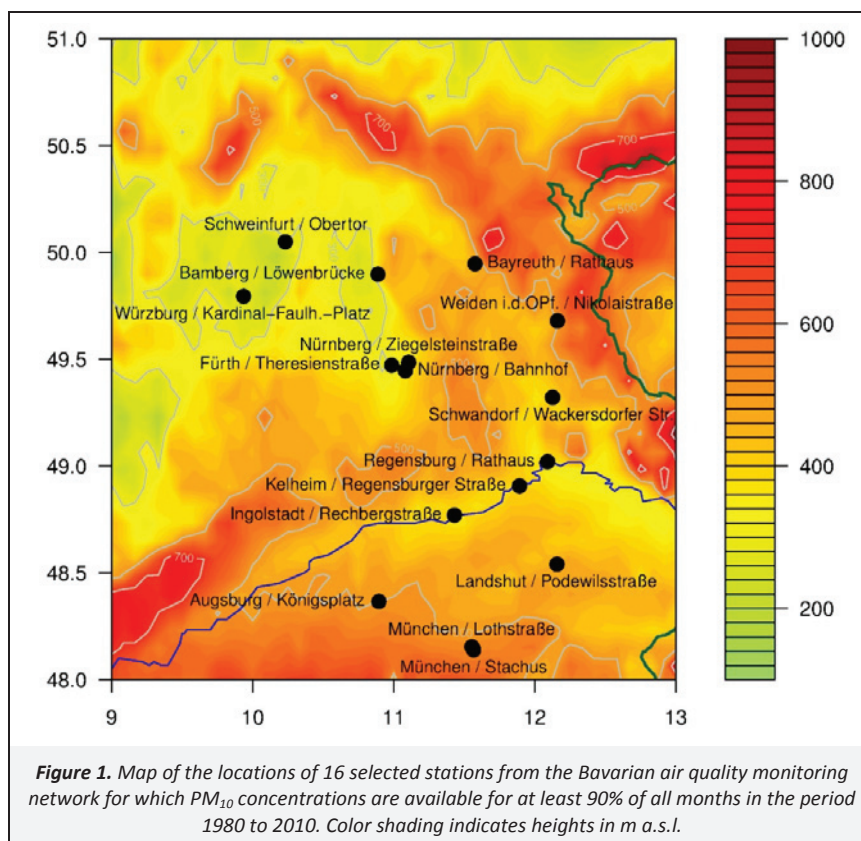 51.0
50.5
50.0
49.5
49.0
48.5
48.0
9
10
11
12
13
1000
800
600
400
200
500
700
700
500
500
700
700
Schweinfurt / Obertor
Bamberg / Löwenbrücke
Bayreuth / Rathaus
Würzburg / Kardinal−Faulh.−Platz
Weiden i.d.OPf. / Nikolaistraße
Nürnberg / Ziegelsteinstraße
Fürth / Theresienstraße
Nürnberg / Bahnhof
Schwandorf / Wackersdorfer Str
Regensburg / Rathaus
Kelheim / Regensburger Straße
Ingolstadt / Rechbergstraße
Landshut / Podewilsstraße
Augsburg / Königsplatz
München / Lothstraße
München / Stachus
Figure 1. Map of the locations of 16 selected stations from the Bavarian air quality monitoring
network for which PM₁₀ concentrations are available for at least 90% of all months in the period
1980 to 2010. Color shading indicates heights in m a.s.l.